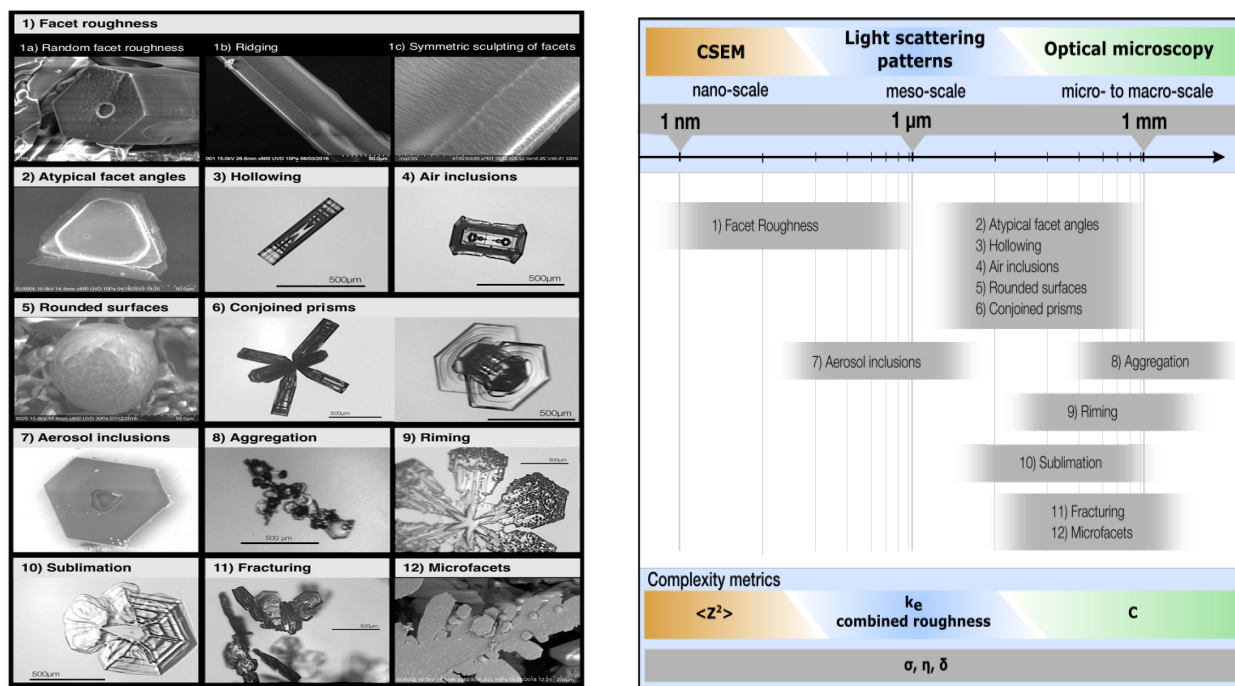 1) Facet roughness
1a) Random facet roughness
1b) Ridging
1c) Symmetric sculpting of facets
2) Atypical facet angles
3) Hollowing
4) Air inclusions
500µm
500µm
5) Rounded surfaces
6) Conjoined prisms
500µm
500µm
7) Aerosol inclusions
8) Aggregation
9) Riming
500 µm
500µm
10) Sublimation
11) Fracturing
12) Microfacets
500µm
500µm
CSEM
Light scattering
patterns
Optical microscopy
nano-scale
meso-scale
micro- to macro-scale
1 nm
1 µm
1 mm
1) Facet Roughness
2) Atypical facet angles
3) Hollowing
4) Air inclusions
5) Rounded surfaces
6) Conjoined prisms
7) Aerosol inclusions
8) Aggregation
9) Riming
10) Sublimation
11) Fracturing
12) Microfacets
Complexity metrics
<Z²>
kₑ
combined roughness
C
σ, η, δ